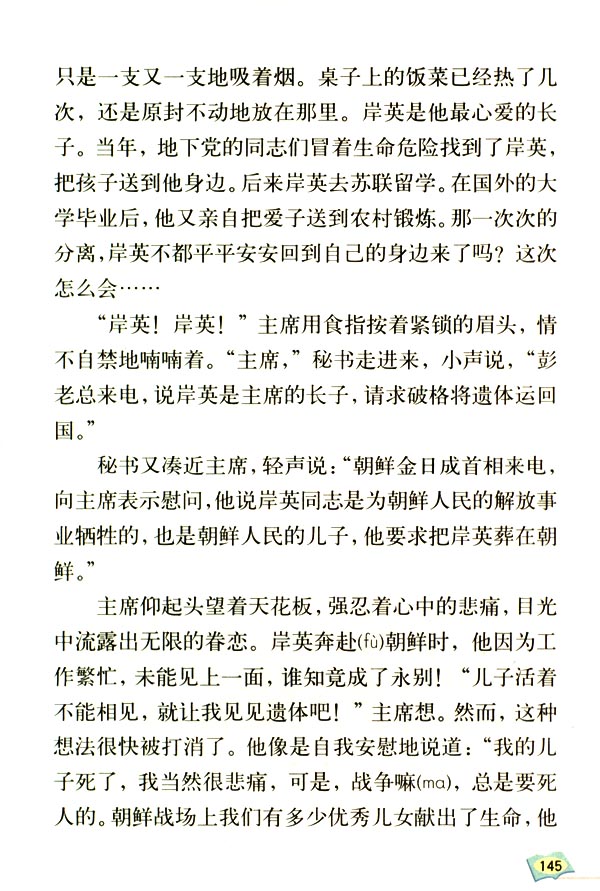 只是一支又一支地吸着烟。桌子上的饭菜已经热了几
次，还是原封不动地放在那里。岸英是他最心爱的长
子。当年，地下党的同志们冒着生命危险找到了岸英，
把孩子送到他身边。后来岸英去苏联留学。在国外的大
学毕业后，他又亲自把爱子送到农村锻炼。那一次次的
分离，岸英不都平平安安回到自己的身边来了吗？这次
怎么会……
“岸英！岸英！”主席用食指按着紧锁的眉头，情
不自禁地喃喃着。“主席，”秘书走进来，小声说，“彭
老总来电，说岸英是主席的长子，请求破格将遗体运回
国。”
秘书又凑近主席，轻声说：“朝鲜金日成首相来电，
向主席表示慰问，他说岸英同志是为朝鲜人民的解放事
业牺牲的，也是朝鲜人民的儿子，他要求把岸英葬在朝
鲜。”
主席仰起头望着天花板，强忍着心中的悲痛，目光
中流露出无限的眷恋。岸英奔赴(fù)朝鲜时，他因为工
作繁忙，未能见上一面，谁知竟成了永别！“儿子活着
不能相见，就让我见见遗体吧！”主席想。然而，这种
想法很快被打消了。他像是自我安慰地说道：“我的儿
子死了，我当然很悲痛，可是，战争嘛(ma)，总是要死
人的。朝鲜战场上我们有多少优秀儿女献出了生命，他
145